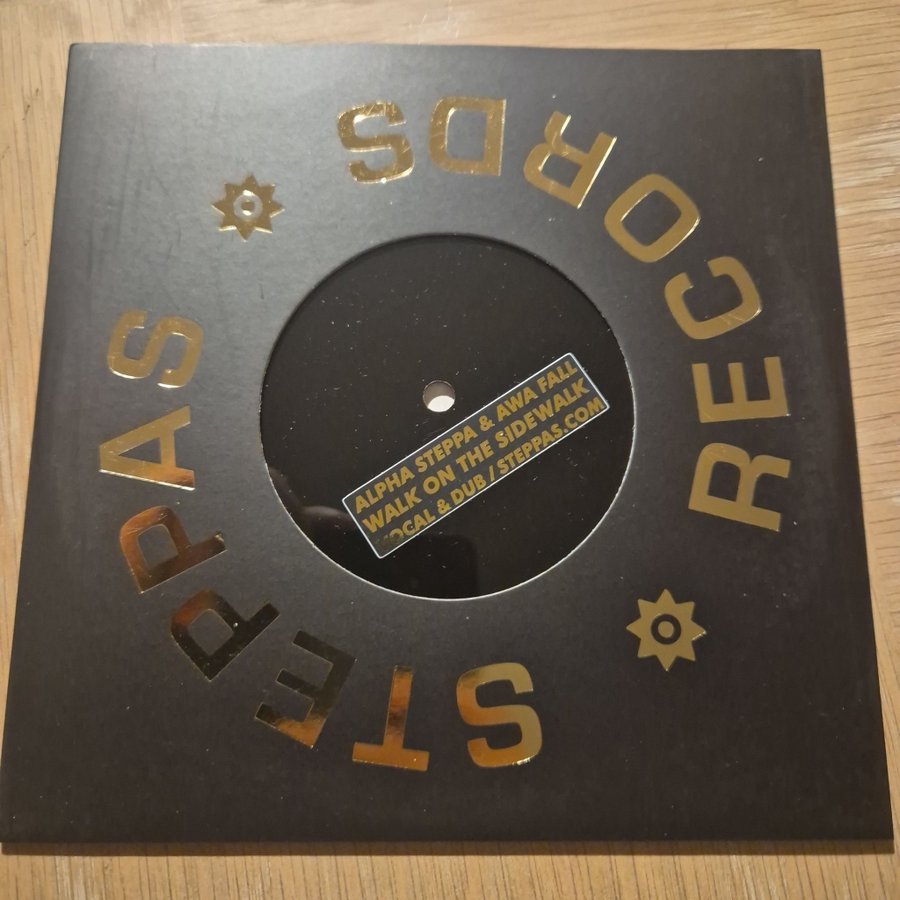 STEPPAS RECORDS
ALPHA STEPPA & AWA FALL
WALK ON THE SIDEWALK
VOCAL & DUB / STEPPAS.COM